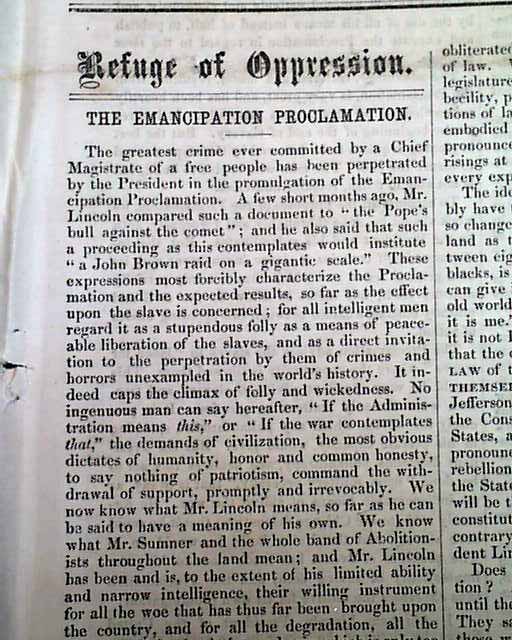 Refuge of Oppression.
THE EMANCIPATION PROCLAMATION.
The greatest crime ever committed by a Chief
Magistrate of a free people has been perpetrated
by the President in the promulgation of the Eman-
cipation Proclamation. A few short months ago, Mr.
Lincoln compared such a document to "the Pope's
bull against the comet"; and he also said that such
a proceeding as this contemplates would institute
"a John Brown raid on a gigantic scale." These
expressions most forcibly characterize the Procla-
mation and the expected results, so far as the effect
upon the slave is concerned; for all intelligent men
regard it as a stupendous folly as a means of peace-
able liberation of the slaves, and as a direct invita-
tion to the perpetration by them of crimes and
horrors unexampled in the world's history. It in-
deed caps the climax of folly and wickedness. No
ingenuous man can say hereafter, "If the Adminis-
tration means this," or "If the war contemplates
that," the demands of civilization, the most obvious
dictates of humanity, honor and common honesty,
to say nothing of patriotism, command the with-
drawal of support, promptly and irrevocably. We
now know what Mr. Lincoln means, so far as he can
be said to have a meaning of his own. We know
what Mr. Sumner and the whole band of Abolition-
ists throughout the land mean; and Mr. Lincoln
has been and is, to the extent of his limited ability
and narrow intelligence, their willing instrument
for all the woe that has thus far been brought upon
the country, and for all the degradation, all the
obliterated
of law.
legislature
becility, p
tions of la
embodied
pronounce
risings at
every exp
The ide
bly have
so change
land as t
tween eig
blacks, is
can give
old world
it is me."
it is not I
that the c
LAW of t
THEMSE
Jefferson
the Cons
States, a
pronounc
rebellion
the State
will be t
constitut
contrary
dent Lin
Does
tion?
until the
They sa